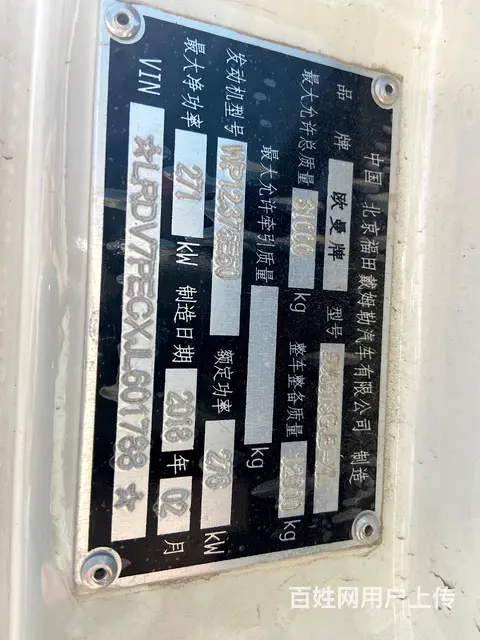 中国 北京福田戴姆勒汽车有限公司 制造
品牌 欧曼牌 型号
最大允许总质量 31000 kg 整车整备质量 kg
最大允许牵引质量 kg
发动机型号 WP12.375E50 额定功率 276 kW
最大净功率 271 kW 制造日期 2018 年 02 月
VIN ☆LRDV7PECXJL601788☆
百姓网用户上传